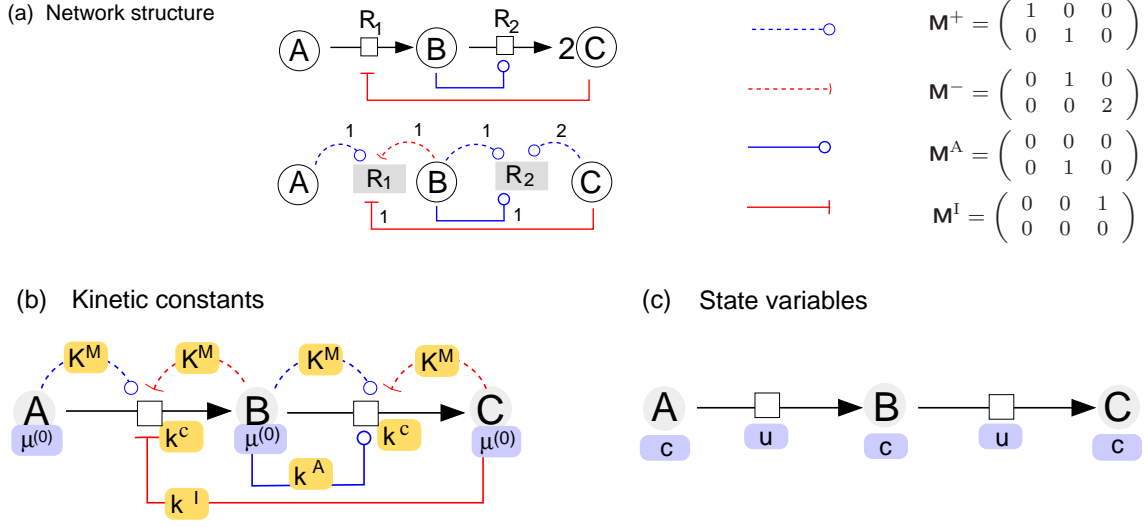 (a) Network structure
R1 R2
A B 2 C
1 1 1 2
A R1 B R2 C
1 1
M+ = ( 1 0 0
0 1 0 )
M− = ( 0 1 0
0 0 2 )
MA = ( 0 0 0
0 1 0 )
MI = ( 0 0 1
0 0 0 )
(b) Kinetic constants
KM KM KM KM
A B C
μ(0) kC μ(0) kC μ(0)
kA
kI
(c) State variables
A B C
c u c u c